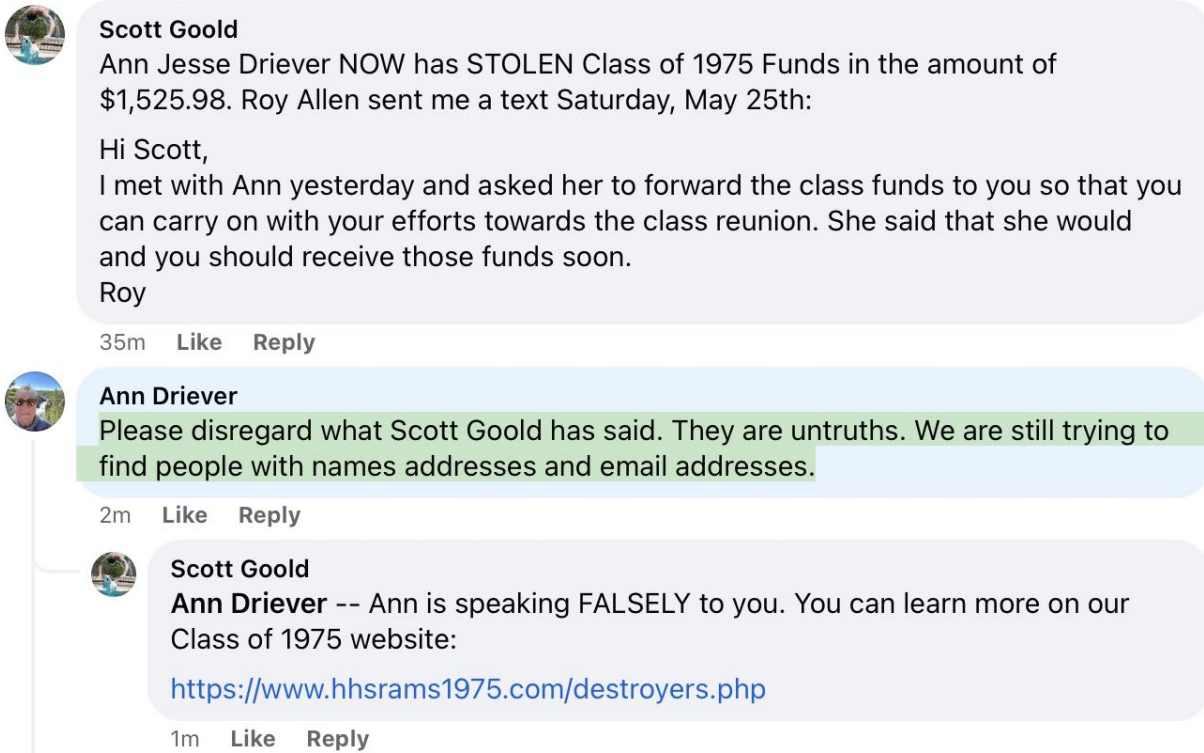 Scott Goold
Ann Jesse Driever NOW has STOLEN Class of 1975 Funds in the amount of
$1,525.98. Roy Allen sent me a text Saturday, May 25th:
Hi Scott,
I met with Ann yesterday and asked her to forward the class funds to you so that you
can carry on with your efforts towards the class reunion. She said that she would
and you should receive those funds soon.
Roy
35m Like Reply
Ann Driever
Please disregard what Scott Goold has said. They are untruths. We are still trying to
find people with names addresses and email addresses.
2m Like Reply
Scott Goold
Ann Driever -- Ann is speaking FALSELY to you. You can learn more on our
Class of 1975 website:
https://www.hhsrams1975.com/destroyers.php
1m Like Reply